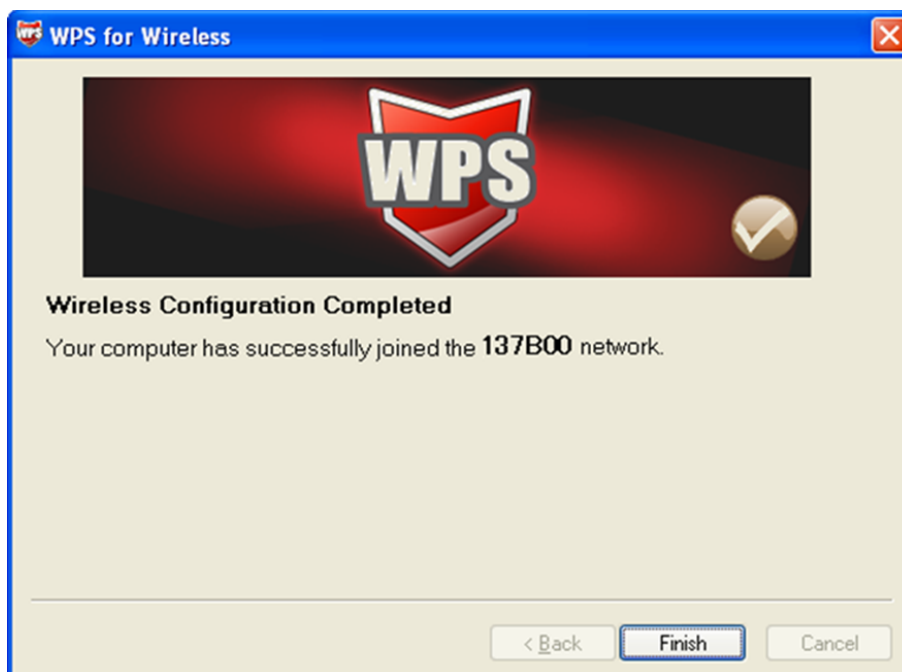 WPS for Wireless
WPS
Wireless Configuration Completed
Your computer has successfully joined the 137B00 network.
< Back
Finish
Cancel